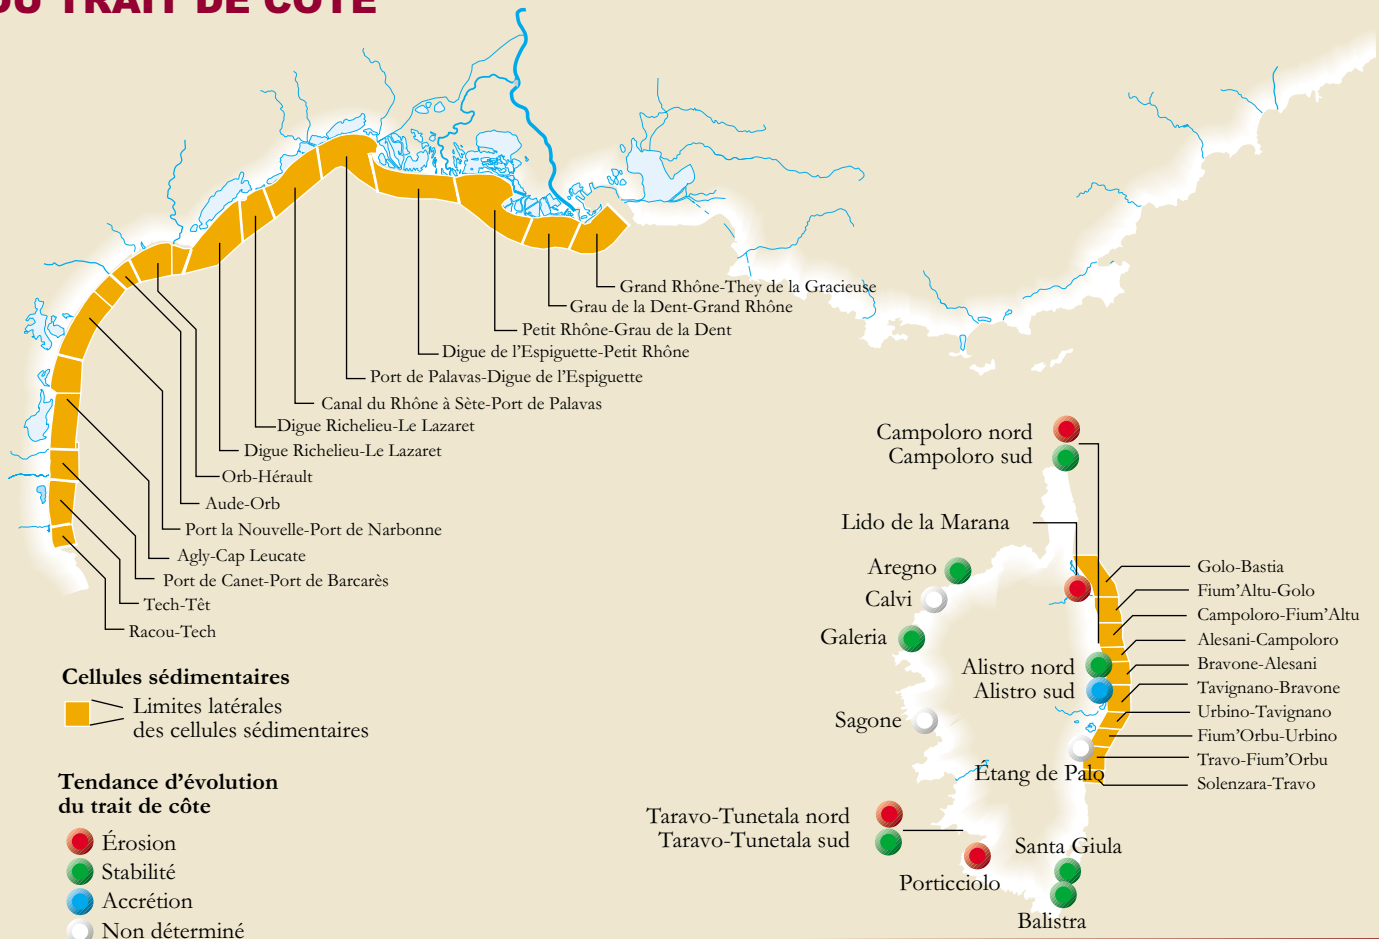 DU TRAIT DE CÔTE
Grand Rhône-They de la Gracieuse
Grau de la Dent-Grand Rhône
Petit Rhône-Grau de la Dent
Digue de l'Espiguette-Petit Rhône
Port de Palavas-Digue de l'Espiguette
Canal du Rhône à Sète-Port de Palavas
Digue Richelieu-Le Lazaret
Digue Richelieu-Le Lazaret
Orb-Hérault
Aude-Orb
Port la Nouvelle-Port de Narbonne
Agly-Cap Leucate
Port de Canet-Port de Barcarès
Tech-Têt
Racou-Tech
Cellules sédimentaires
Limites latérales
des cellules sédimentaires
Tendance d'évolution
du trait de côte
Érosion
Stabilité
Accrétion
Non déterminé
Campoloro nord
Campoloro sud
Lido de la Marana
Aregno
Calvi
Galeria
Alistro nord
Alistro sud
Sagone
Étang de Palo
Taravo-Tunetala nord
Taravo-Tunetala sud
Porticciolo
Santa Giula
Balistra
Golo-Bastia
Fium'Altu-Golo
Campoloro-Fium'Altu
Alesani-Campoloro
Bravone-Alesani
Tavignano-Bravone
Urbino-Tavignano
Fium'Orbu-Urbino
Travo-Fium'Orbu
Solenzara-Travo